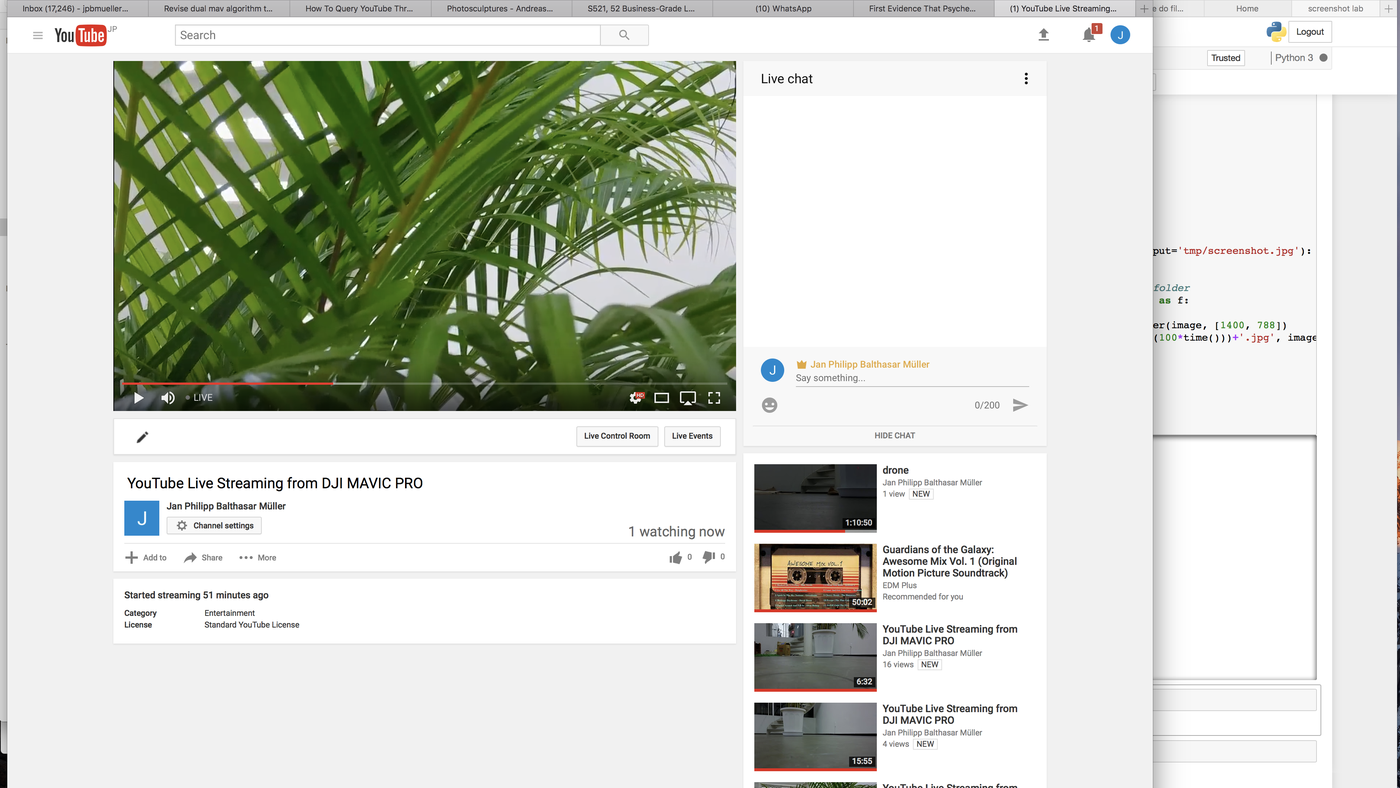 Inbox (17,246) - jpbmueller...
Revise dual mav algorithm t...
How To Query YouTube Thr...
Photosculptures - Andreas...
S521, 52 Business-Grade L...
(10) WhatsApp
First Evidence That Psyche...
(1) YouTube Live Streaming...
e do fil...
Home
screenshot lab
YouTube JP
Search
1
J
Logout
Trusted
Python 3
Live chat
put='tmp/screenshot.jpg'):
folder
as f:
er(image, [1400, 788])
(100*time()))+'.jpg', image
J
Jan Philipp Balthasar Müller
Say something...
0/200
HIDE CHAT
LIVE
HD
Live Control Room
Live Events
YouTube Live Streaming from DJI MAVIC PRO
J
Jan Philipp Balthasar Müller
Channel settings
1 watching now
Add to
Share
More
0
0
Started streaming 51 minutes ago
Category
Entertainment
License
Standard YouTube License
drone
Jan Philipp Balthasar Müller
1 view NEW
1:10:50
Guardians of the Galaxy:
Awesome Mix Vol. 1 (Original
Motion Picture Soundtrack)
EDM Plus
Recommended for you
AWESOME MIX VOL. 1
50:02
YouTube Live Streaming from
DJI MAVIC PRO
Jan Philipp Balthasar Müller
16 views NEW
6:32
YouTube Live Streaming from
DJI MAVIC PRO
Jan Philipp Balthasar Müller
4 views NEW
15:55
YouTube Live Streaming from